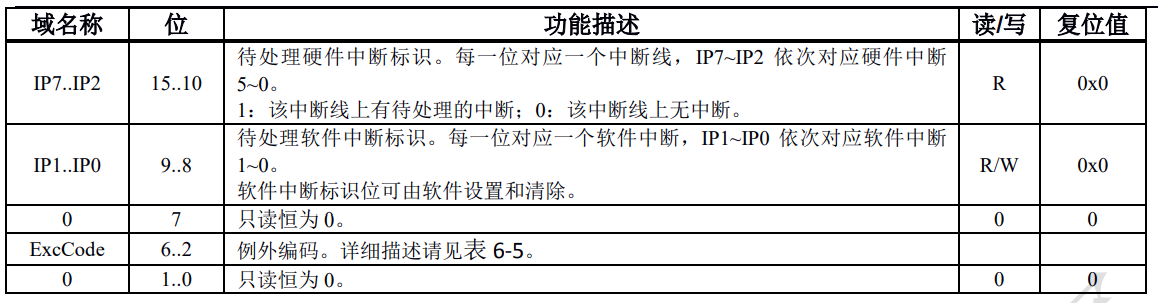 域名称 位 功能描述 读/写 复位值
IP7..IP2 15..10 待处理硬件中断标识。每一位对应一个中断线，IP7~IP2 依次对应硬件中断
5~0。
1：该中断线上有待处理的中断；0：该中断线上无中断。 R 0x0
IP1..IP0 9..8 待处理软件中断标识。每一位对应一个软件中断，IP1~IP0 依次对应软件中断
1~0。
软件中断标识位可由软件设置和清除。 R/W 0x0
0 7 只读恒为 0。 0 0
ExcCode 6..2 例外编码。详细描述请见表 6-5。
0 1..0 只读恒为 0。 0 0